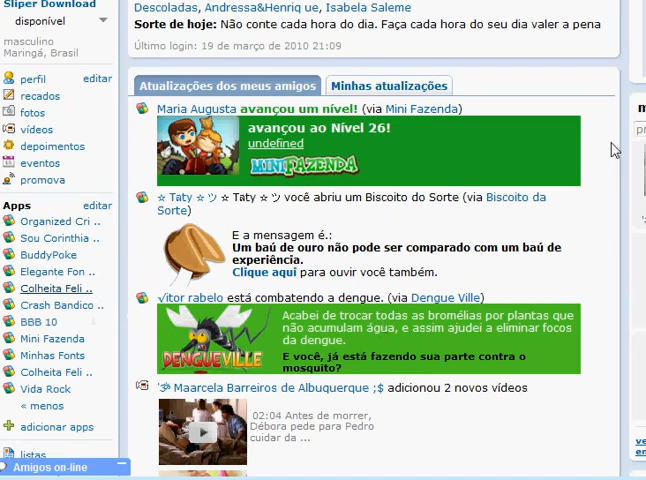 Sliper Download
disponível
masculino
Maringá, Brasil
perfil editar
recados
fotos
vídeos
depoimentos
eventos
promova
Apps editar
Organized Cri ..
Sou Corinthia ..
BuddyPoke
Elegante Fon ..
Colheita Feli ..
Crash Bandico ..
BBB 10
Mini Fazenda
Minhas Fonts
Colheita Feli ..
Vida Rock
« menos
adicionar apps
listas
Amigos on-line
Descoladas, Andressa&Henriq ue, Isabela Saleme
Sorte de hoje: Não conte cada hora do dia. Faça cada hora do seu dia valer a pena
Último login: 19 de março de 2010 21:09
Atualizações dos meus amigos Minhas atualizações
Maria Augusta avançou um nível! (via Mini Fazenda)
avançou ao Nível 26!
undefined
MINIFAZENDA
☆ Taty ☆ ツ ☆ Taty ☆ ツ você abriu um Biscoito do Sorte (via Biscoito da
Sorte)
E a mensagem é.:
Um baú de ouro não pode ser comparado com um baú de
experiência.
Clique aqui para ouvir você também.
√itor rabelo está combatendo a dengue. (via Dengue Ville)
DENGUEVILLE
Acabei de trocar todas as bromélias por plantas que
não acumulam água, e assim ajudei a eliminar focos
da dengue.
E você, já está fazendo sua parte contra o
mosquito?
Maarcela Barreiros de Albuquerque ;$ adicionou 2 novos vídeos
02:04 Antes de morrer,
Débora pede para Pedro
cuidar da ...